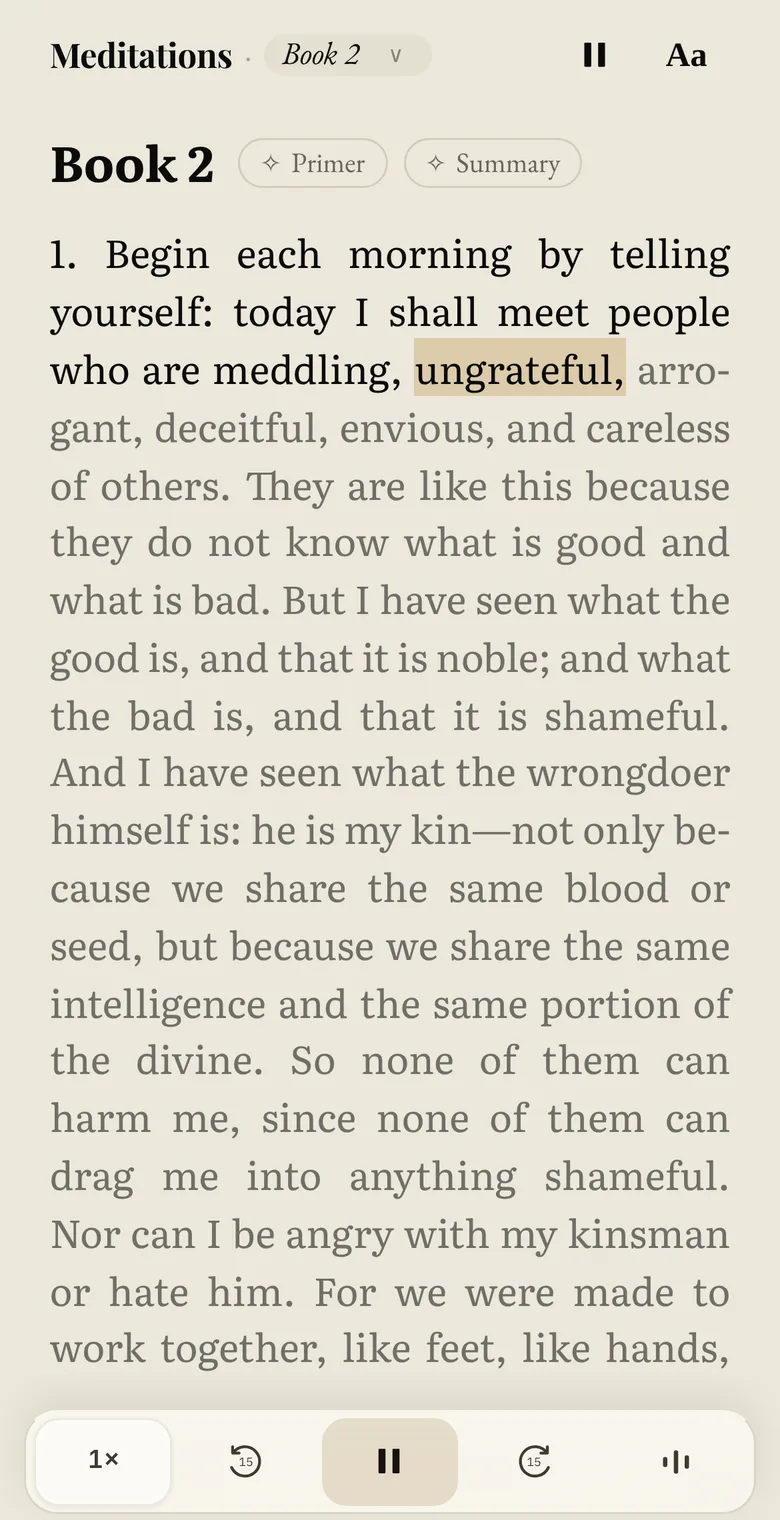 Meditations · Book 2 ∨ Aa
Book 2 ✧ Primer ✧ Summary
1. Begin each morning by telling
yourself: today I shall meet people
who are meddling, ungrateful, arro-
gant, deceitful, envious, and careless
of others. They are like this because
they do not know what is good and
what is bad. But I have seen what the
good is, and that it is noble; and what
the bad is, and that it is shameful.
And I have seen what the wrongdoer
himself is: he is my kin—not only be-
cause we share the same blood or
seed, but because we share the same
intelligence and the same portion of
the divine. So none of them can
harm me, since none of them can
drag me into anything shameful.
Nor can I be angry with my kinsman
or hate him. For we were made to
work together, like feet, like hands,
1× 15 15